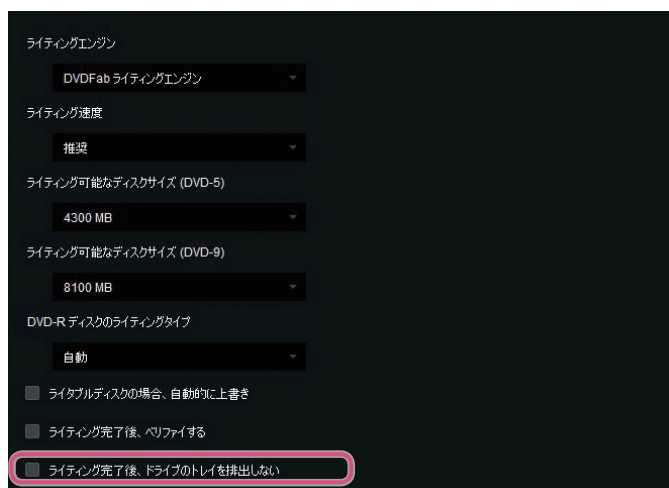 ライティングエンジン
DVDFab ライティングエンジン
ライティング速度
推奨
ライティング可能なディスクサイズ (DVD-5)
4300 MB
ライティング可能なディスクサイズ (DVD-9)
8100 MB
DVD-R ディスクのライティングタイプ
自動
ライタブルディスクの場合、自動的に上書き
ライティング完了後、ベリファイする
ライティング完了後、ドライブのトレイを排出しない